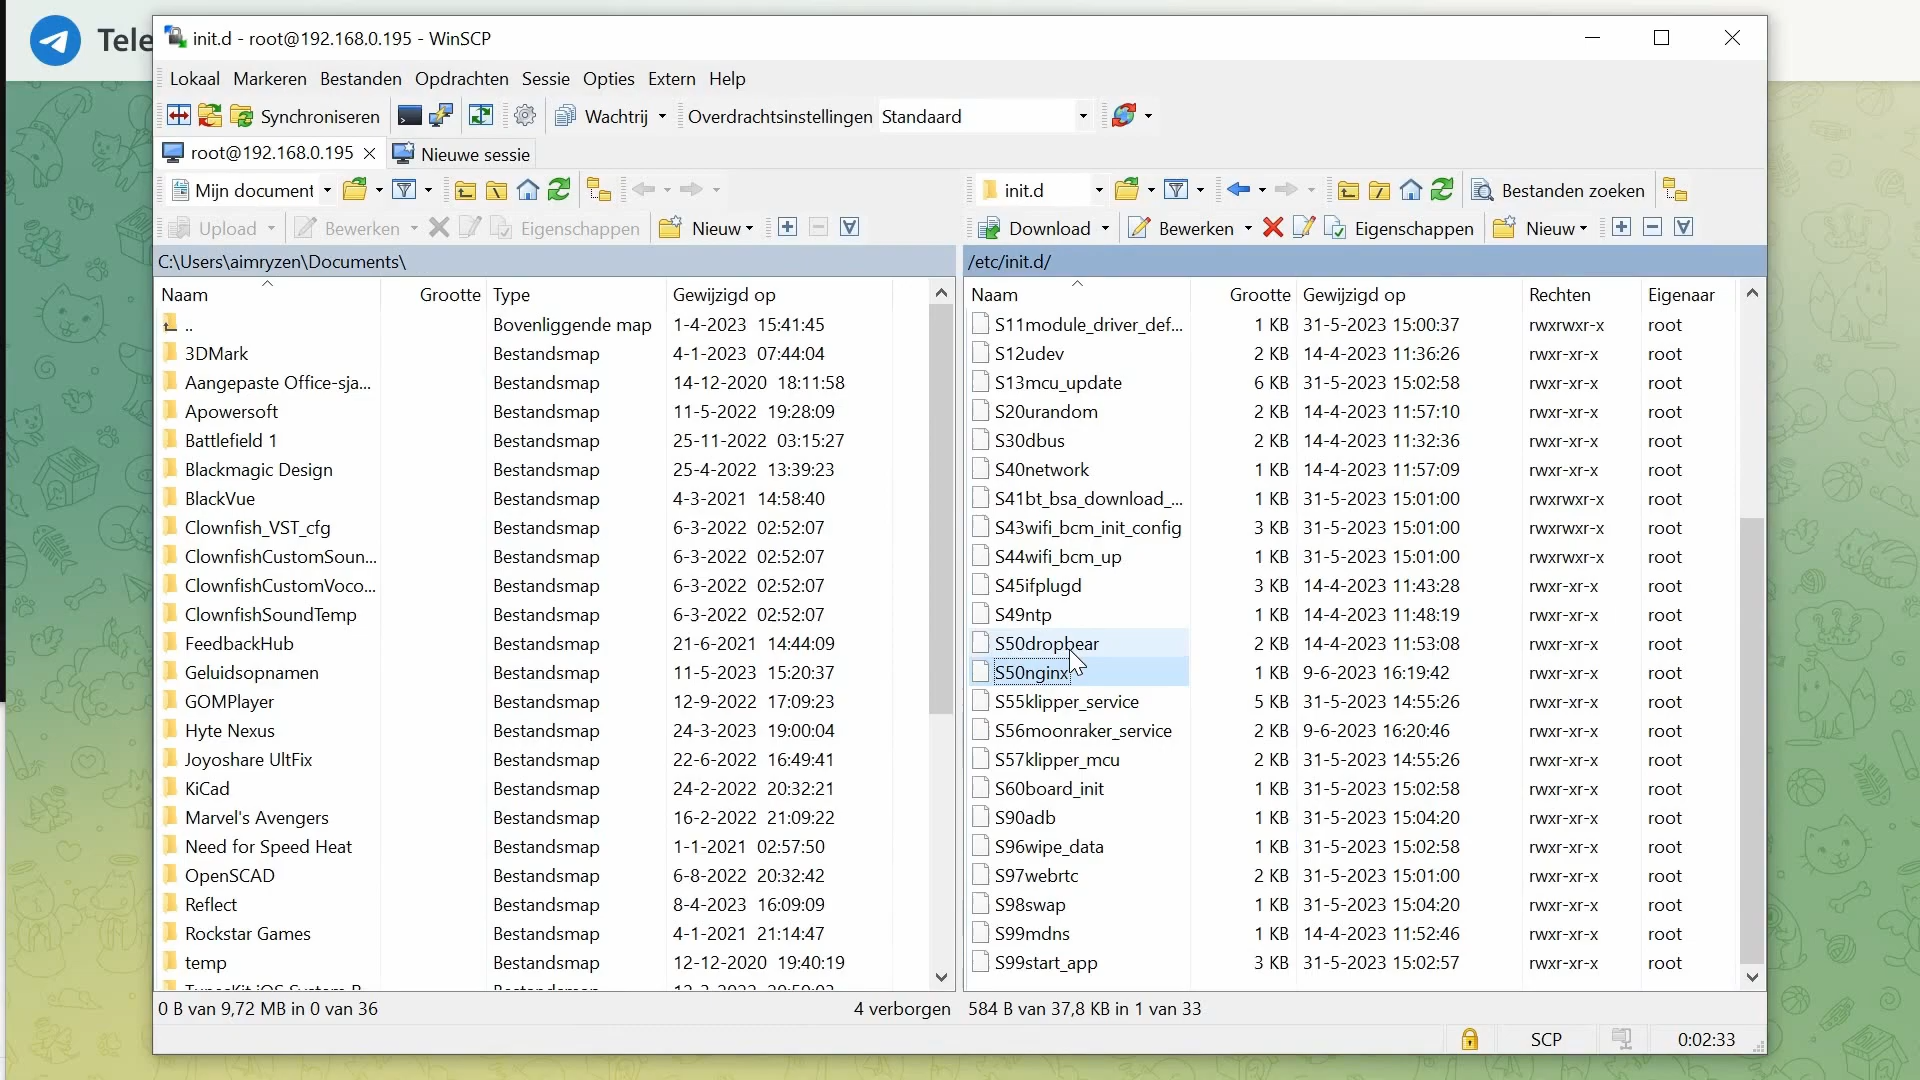 Tele
init.d - root@192.168.0.195 - WinSCP
Lokaal Markeren Bestanden Opdrachten Sessie Opties Extern Help
Synchroniseren Wachtrij Overdrachtsinstellingen Standaard
root@192.168.0.195 Nieuwe sessie
Mijn document init.d Bestanden zoeken
Upload Bewerken Eigenschappen Nieuw Download Bewerken Eigenschappen Nieuw
C:\Users\aimryzen\Documents\
Naam Grootte Type Gewijzigd op
.. Bovenliggende map 1-4-2023 15:41:45
3DMark Bestandsmap 4-1-2023 07:44:04
Aangepaste Office-sja... Bestandsmap 14-12-2020 18:11:58
Apowersoft Bestandsmap 11-5-2022 19:28:09
Battlefield 1 Bestandsmap 25-11-2022 03:15:27
Blackmagic Design Bestandsmap 25-4-2022 13:39:23
BlackVue Bestandsmap 4-3-2021 14:58:40
Clownfish_VST_cfg Bestandsmap 6-3-2022 02:52:07
ClownfishCustomSoun... Bestandsmap 6-3-2022 02:52:07
ClownfishCustomVoco... Bestandsmap 6-3-2022 02:52:07
ClownfishSoundTemp Bestandsmap 6-3-2022 02:52:07
FeedbackHub Bestandsmap 21-6-2021 14:44:09
Geluidsopnamen Bestandsmap 11-5-2023 15:20:37
GOMPlayer Bestandsmap 12-9-2022 17:09:23
Hyte Nexus Bestandsmap 24-3-2023 19:00:04
Joyoshare UltFix Bestandsmap 22-6-2022 16:49:41
KiCad Bestandsmap 24-2-2022 20:32:21
Marvel's Avengers Bestandsmap 16-2-2022 21:09:22
Need for Speed Heat Bestandsmap 1-1-2021 02:57:50
OpenSCAD Bestandsmap 6-8-2022 20:32:42
Reflect Bestandsmap 8-4-2023 16:09:09
Rockstar Games Bestandsmap 4-1-2021 21:14:47
temp Bestandsmap 12-12-2020 19:40:19
0 B van 9,72 MB in 0 van 36 4 verborgen
/etc/init.d/
Naam Grootte Gewijzigd op Rechten Eigenaar
S11module_driver_def... 1 KB 31-5-2023 15:00:37 rwxrwxr-x root
S12udev 2 KB 14-4-2023 11:36:26 rwxr-xr-x root
S13mcu_update 6 KB 31-5-2023 15:02:58 rwxr-xr-x root
S20urandom 2 KB 14-4-2023 11:57:10 rwxr-xr-x root
S30dbus 2 KB 14-4-2023 11:32:36 rwxr-xr-x root
S40network 1 KB 14-4-2023 11:57:09 rwxr-xr-x root
S41bt_bsa_download_... 1 KB 31-5-2023 15:01:00 rwxrwxr-x root
S43wifi_bcm_init_config 3 KB 31-5-2023 15:01:00 rwxrwxr-x root
S44wifi_bcm_up 1 KB 31-5-2023 15:01:00 rwxrwxr-x root
S45ifplugd 3 KB 14-4-2023 11:43:28 rwxr-xr-x root
S49ntp 1 KB 14-4-2023 11:48:19 rwxr-xr-x root
S50dropbear 2 KB 14-4-2023 11:53:08 rwxr-xr-x root
S50nginx 1 KB 9-6-2023 16:19:42 rwxr-xr-x root
S55klipper_service 5 KB 31-5-2023 14:55:26 rwxr-xr-x root
S56moonraker_service 2 KB 9-6-2023 16:20:46 rwxr-xr-x root
S57klipper_mcu 2 KB 31-5-2023 14:55:26 rwxr-xr-x root
S60board_init 1 KB 31-5-2023 15:02:58 rwxr-xr-x root
S90adb 1 KB 31-5-2023 15:04:20 rwxr-xr-x root
S96wipe_data 1 KB 31-5-2023 15:02:58 rwxr-xr-x root
S97webrtc 2 KB 31-5-2023 15:01:00 rwxr-xr-x root
S98swap 1 KB 31-5-2023 15:04:20 rwxr-xr-x root
S99mdns 1 KB 14-4-2023 11:52:46 rwxr-xr-x root
S99start_app 3 KB 31-5-2023 15:02:57 rwxr-xr-x root
584 B van 37,8 KB in 1 van 33
SCP 0:02:33